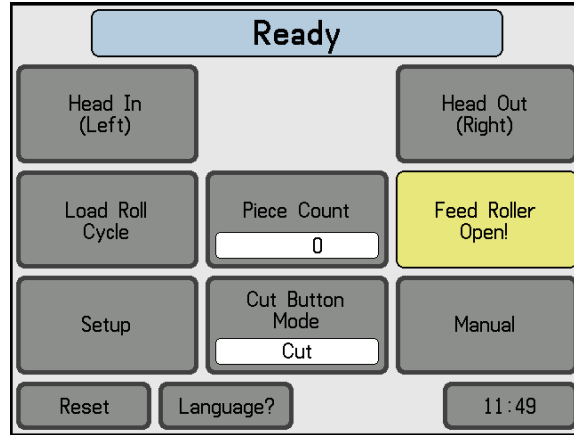 Ready
Head In
(Left)
Head Out
(Right)
Load Roll
Cycle
Piece Count
0
Feed Roller
Open!
Setup
Cut Button
Mode
Cut
Manual
Reset
Language?
11:49